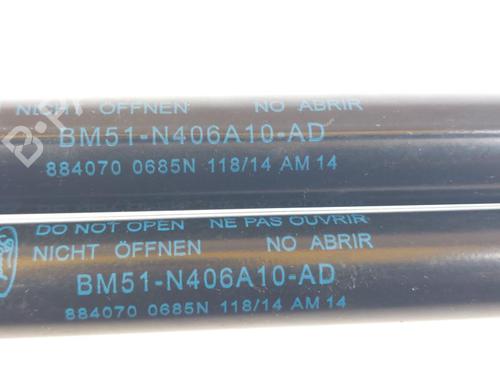 NICHT ÖFFNEN NO ABRIR
BM51-N406A10-AD
884070 0685N 118/14 AM 14
DO NOT OPEN NE PAS OUVRIR
NICHT ÖFFNEN NO ABRIR
BM51-N406A10-AD
884070 0685N 118/14 AM 14